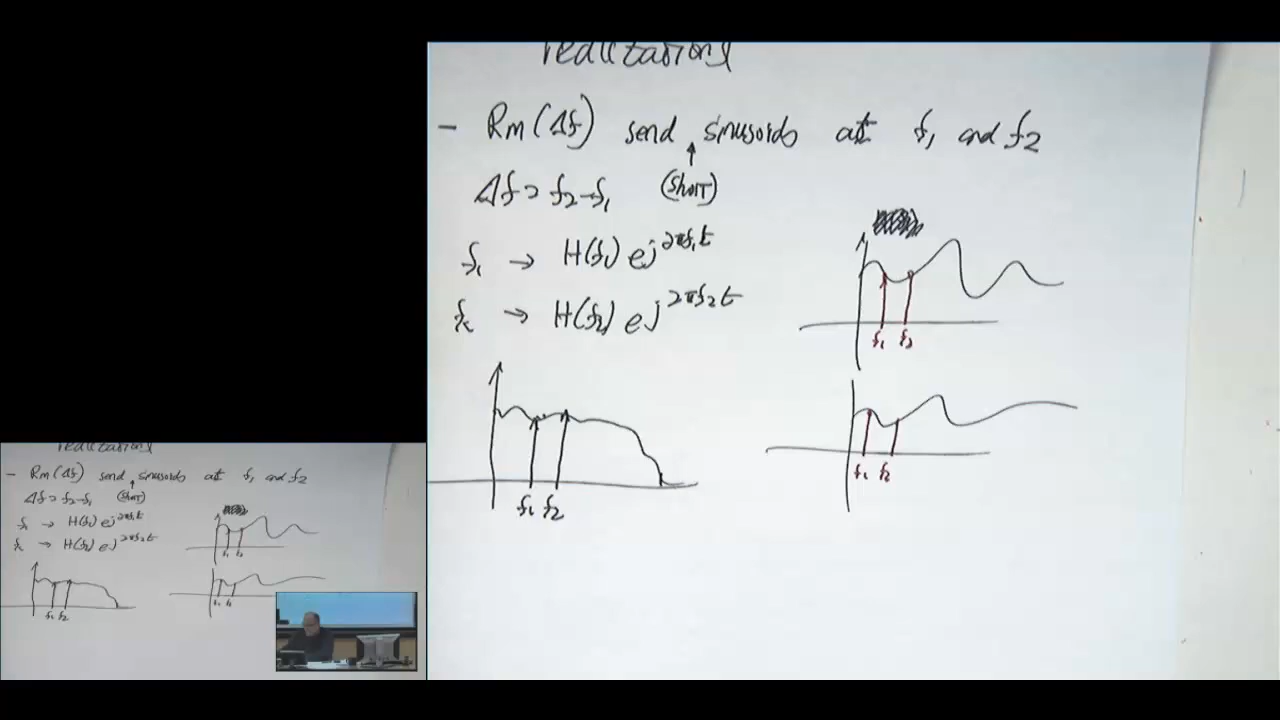 realizations
- Rm(Δf) send sinusoids at f₁ and f₂
(short)
Δf = f₂-f₁
f₁ → H(f₁) e^j2πf₁t
f₂ → H(f₂) e^j2πf₂t
f₁ f₂
f₁ f₂
f₁ f₂